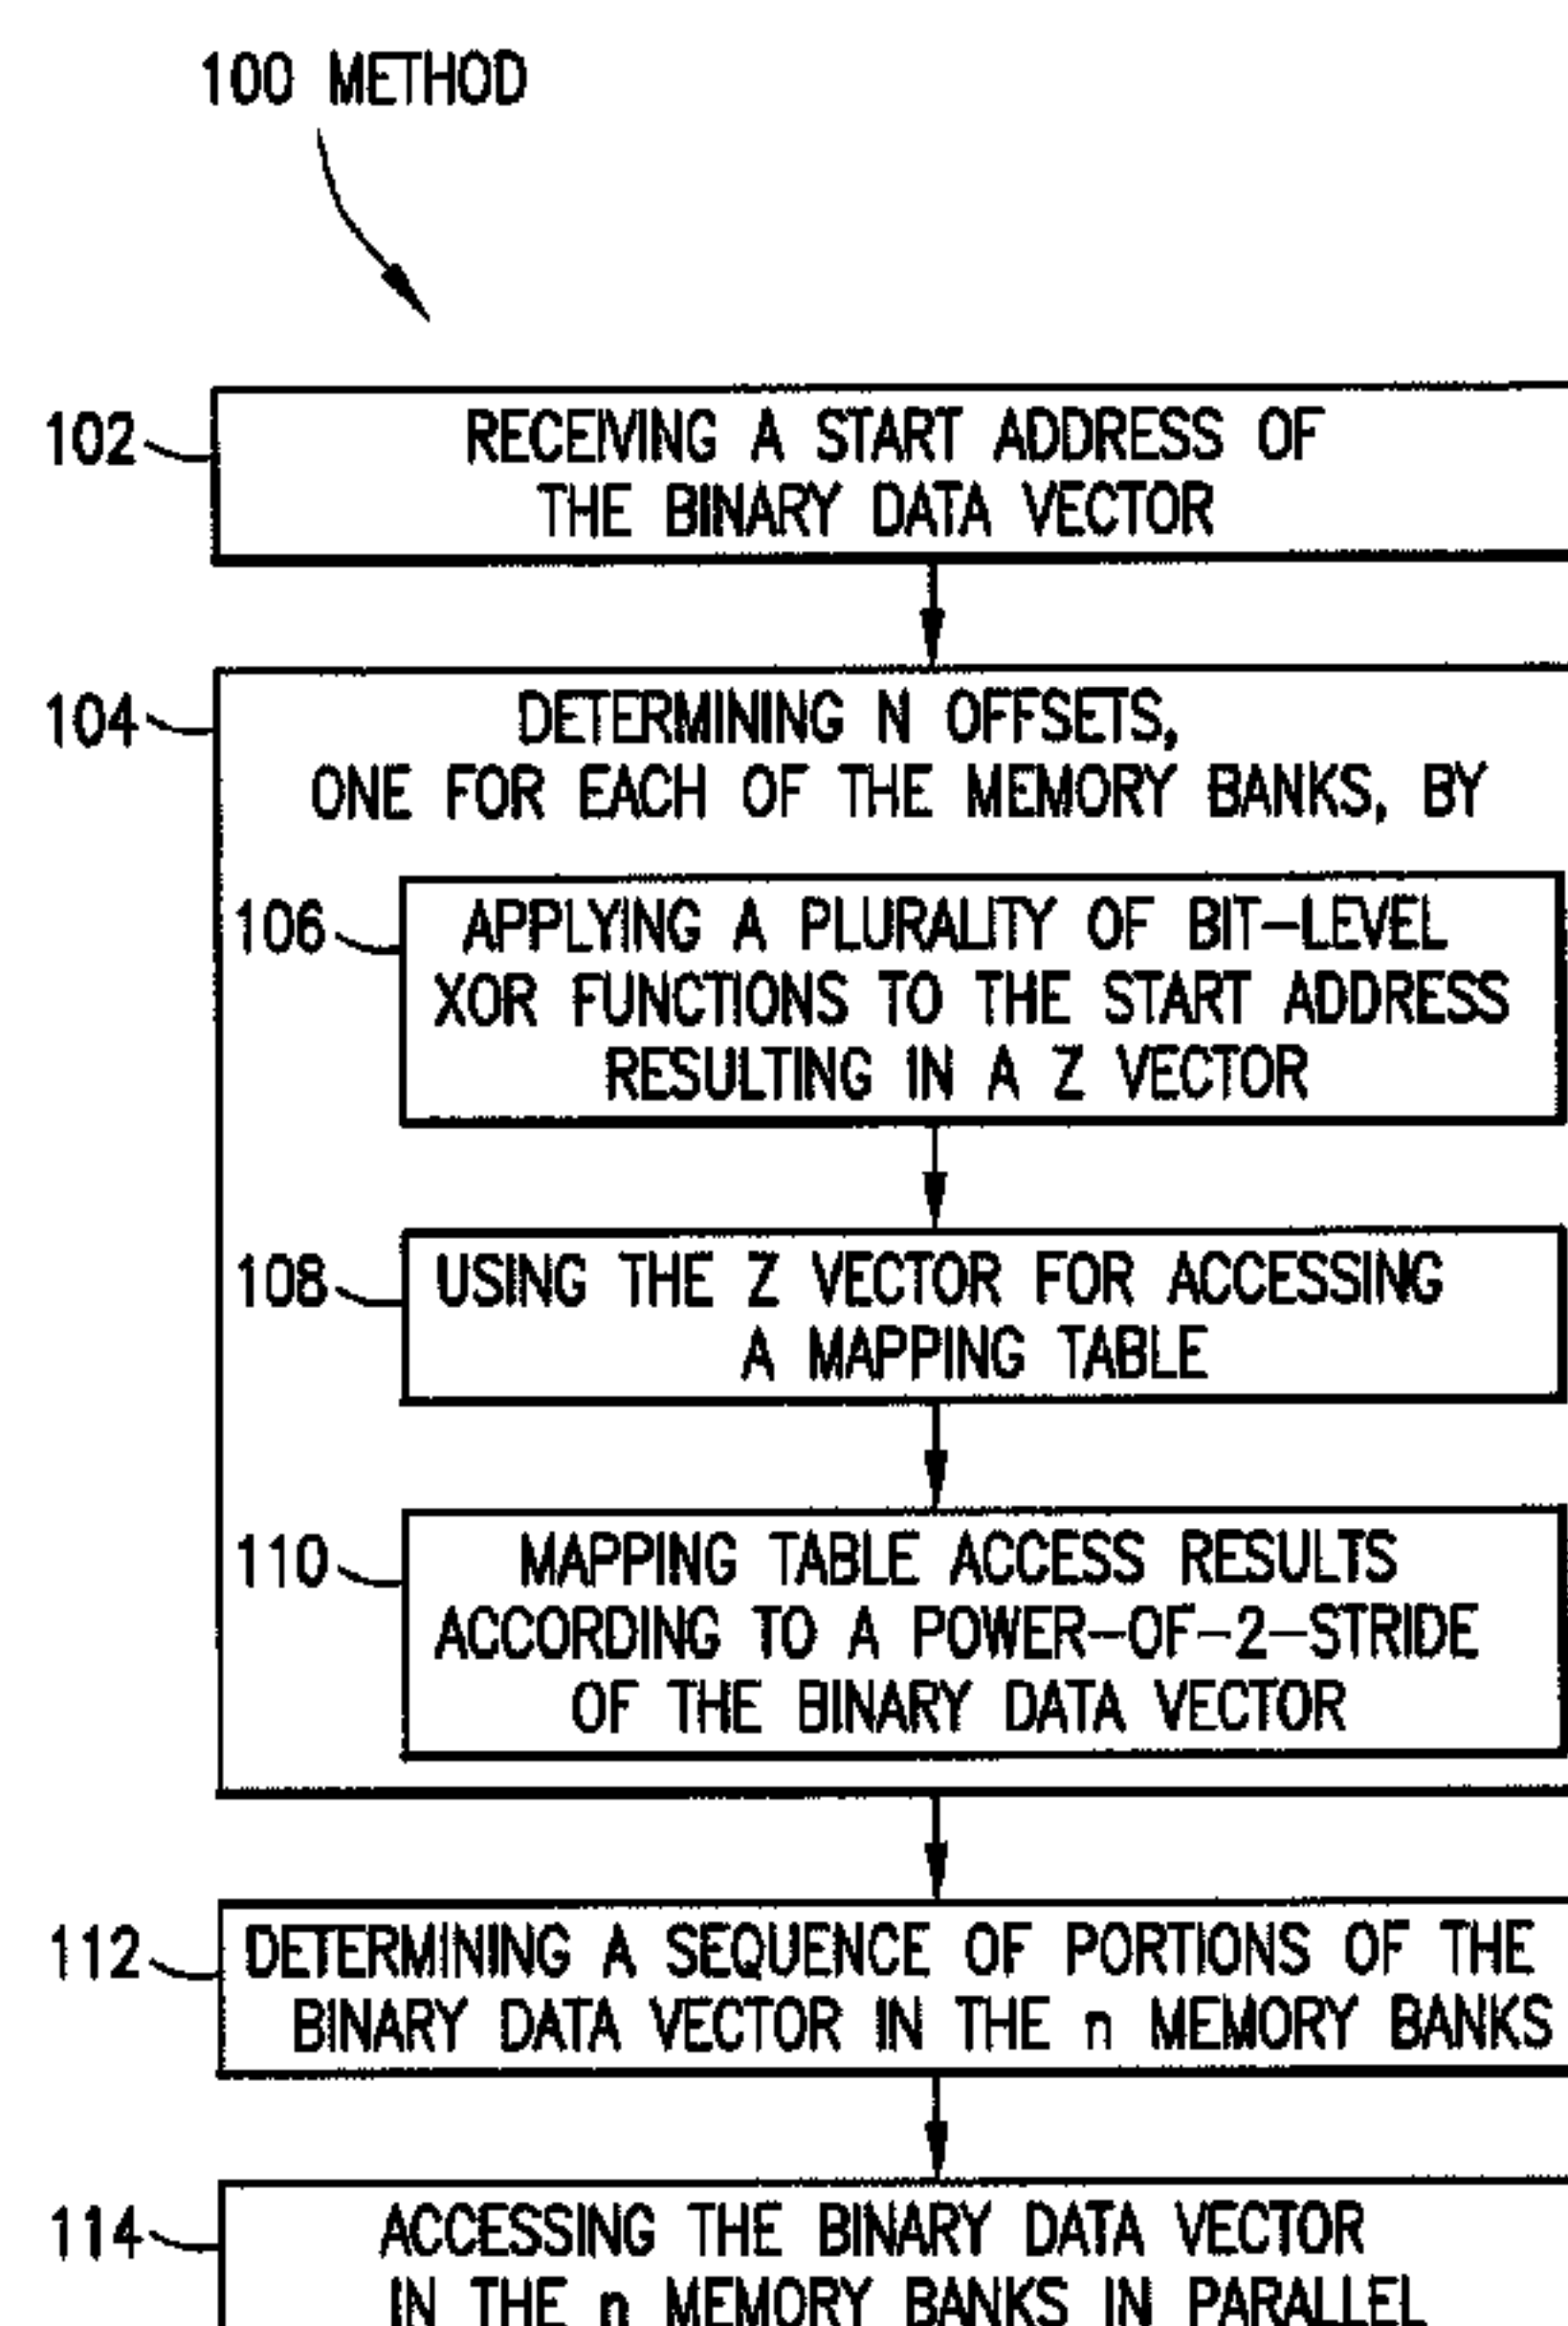 100 METHOD
102 RECEIVING A START ADDRESS OF
THE BINARY DATA VECTOR
104 DETERMINING N OFFSETS,
ONE FOR EACH OF THE MEMORY BANKS, BY
106 APPLYING A PLURALITY OF BIT-LEVEL
XOR FUNCTIONS TO THE START ADDRESS
RESULTING IN A Z VECTOR
108 USING THE Z VECTOR FOR ACCESSING
A MAPPING TABLE
110 MAPPING TABLE ACCESS RESULTS
ACCORDING TO A POWER-OF-2-STRIDE
OF THE BINARY DATA VECTOR
112 DETERMINING A SEQUENCE OF PORTIONS OF THE
BINARY DATA VECTOR IN THE n MEMORY BANKS
114 ACCESSING THE BINARY DATA VECTOR
IN THE n MEMORY BANKS IN PARALLEL